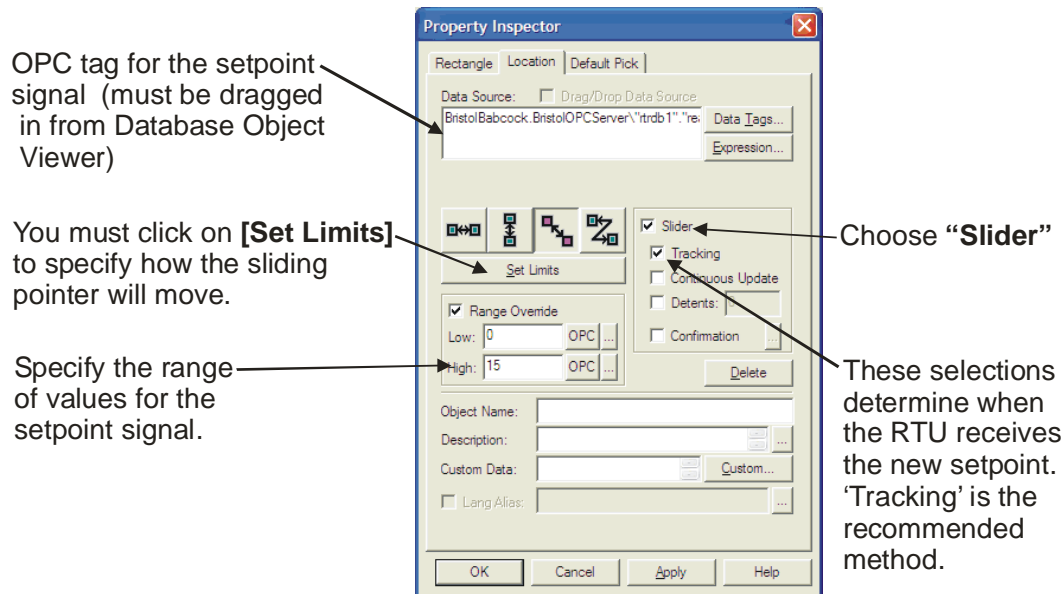 Property Inspector
Rectangle Location Default Pick
OPC tag for the setpoint
signal (must be dragged
in from Database Object
Viewer)
Data Source: Drag/Drop Data Source
BristolBabcock.BristolOPCServer\"rtrdb1"."rea
Data Tags...
Expression...
You must click on [Set Limits]
to specify how the sliding
pointer will move.
Set Limits
Slider
Tracking
Continuous Update
Detents:
Confirmation ...
Choose “Slider”
Specify the range
of values for the
setpoint signal.
Range Override
Low: 0 OPC ...
High: 15 OPC ...
Delete
These selections
determine when
the RTU receives
the new setpoint.
‘Tracking’ is the
recommended
method.
Object Name:
Description: ...
Custom Data: Custom...
Lang Alias: ...
OK Cancel Apply Help